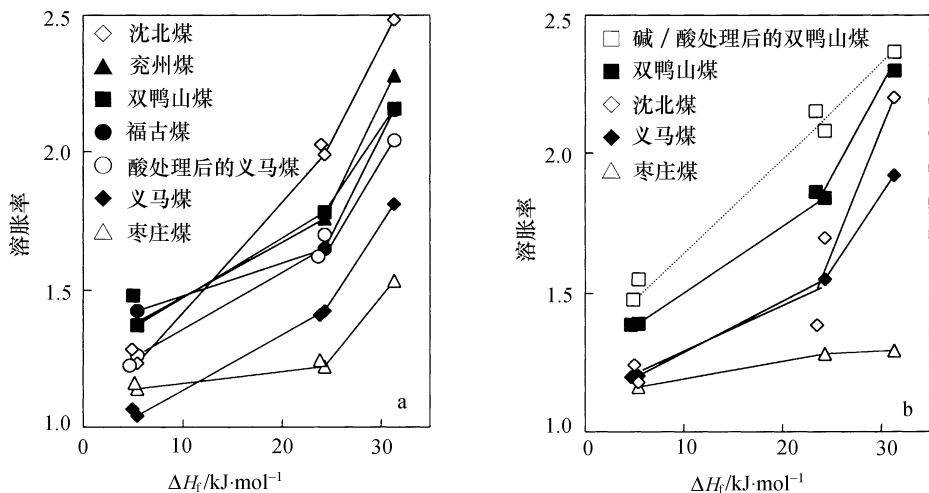 2.5
2.0
1.5
1.0
溶胀率
沈北煤
兖州煤
双鸭山煤
福古煤
酸处理后的义马煤
义马煤
枣庄煤
a
0
10
20
30
ΔHf/kJ·mol⁻¹
2.5
2.0
1.5
1.0
溶胀率
碱/酸处理后的双鸭山煤
双鸭山煤
沈北煤
义马煤
枣庄煤
b
0
10
20
30
ΔHf/kJ·mol⁻¹